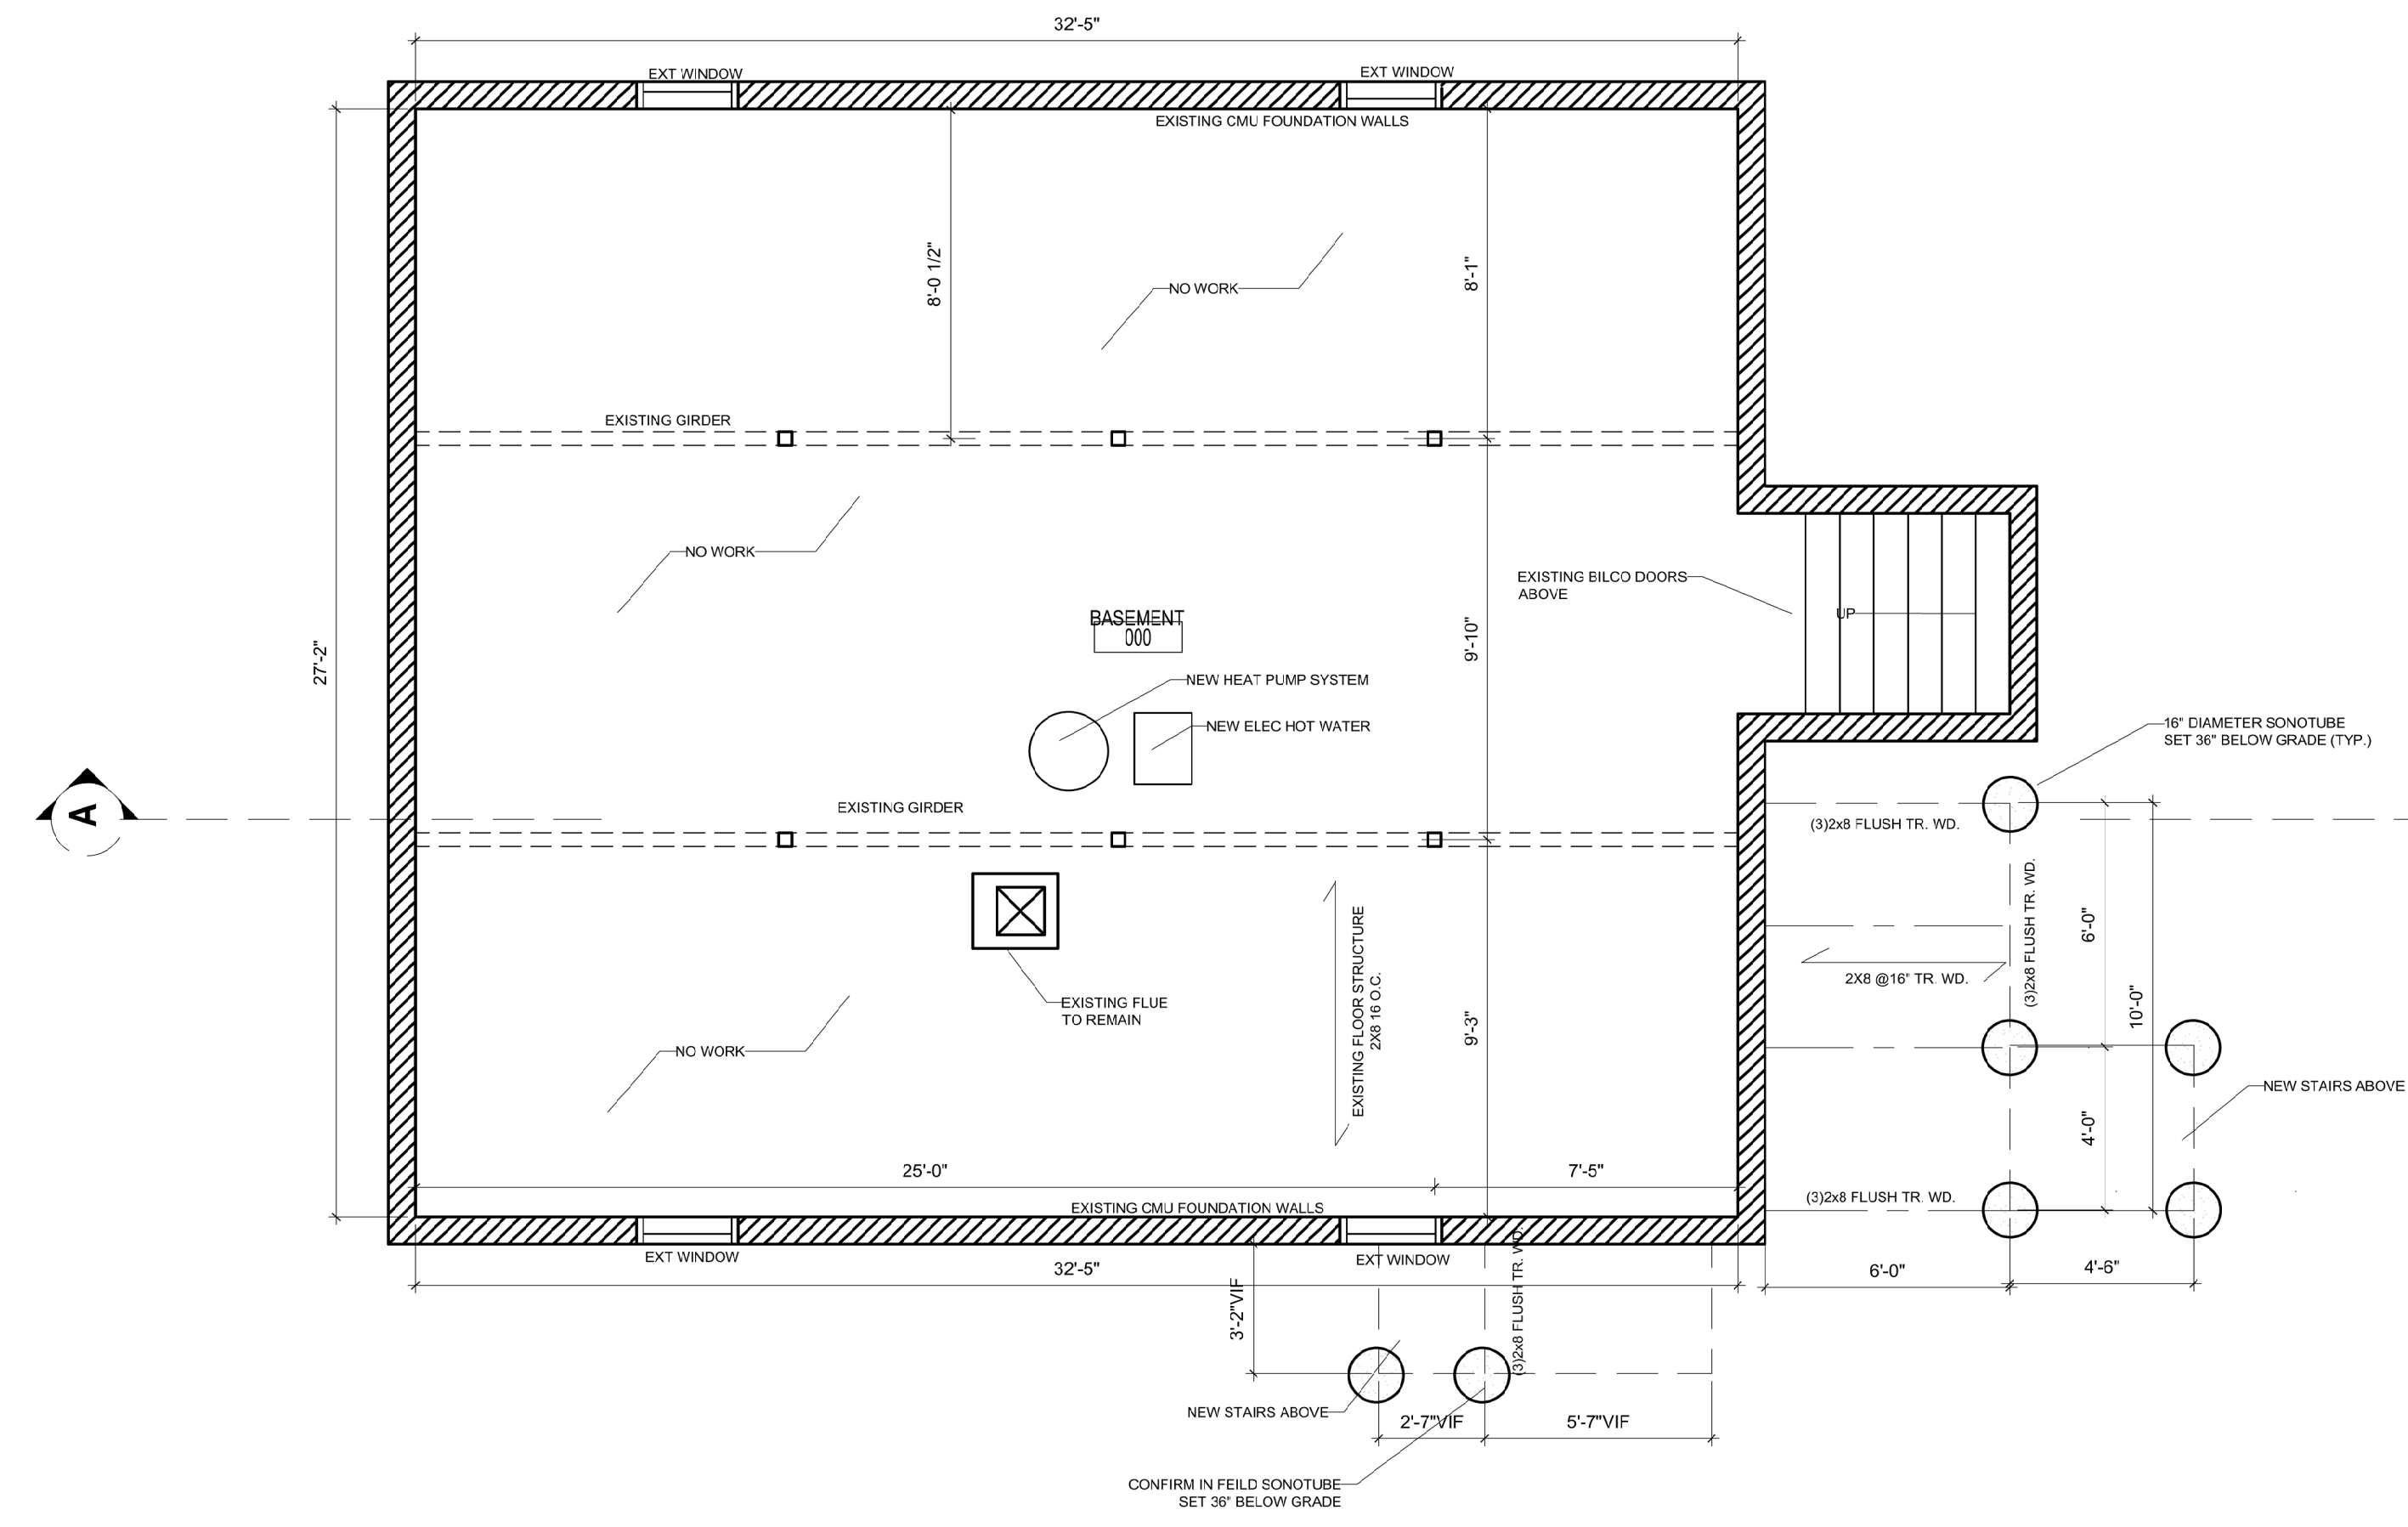 32'-5"
EXT WINDOW
EXT WINDOW
EXISTING CMU FOUNDATION WALLS
8'-0 1/2"
8'-1"
NO WORK
EXISTING GIRDER
NO WORK
EXISTING BILCO DOORS
ABOVE
UP
BASEMENT
000
9'-10"
27'-2"
NEW HEAT PUMP SYSTEM
NEW ELEC HOT WATER
16" DIAMETER SONOTUBE
SET 36" BELOW GRADE (TYP.)
A
EXISTING GIRDER
(3)2x8 FLUSH TR. WD.
(3)2x8 FLUSH TR. WD.
6'-0"
2X8 @16" TR. WD.
10'-0"
EXISTING FLUE
TO REMAIN
EXISTING FLOOR STRUCTURE
2X8 16 O.C.
9'-3"
NO WORK
NEW STAIRS ABOVE
4'-0"
25'-0"
7'-5"
(3)2x8 FLUSH TR. WD.
EXISTING CMU FOUNDATION WALLS
EXT WINDOW
EXT WINDOW
32'-5"
6'-0"
4'-6"
3'-2"VIF
(3)2x8 FLUSH TR. WD.
NEW STAIRS ABOVE
2'-7"VIF
5'-7"VIF
CONFIRM IN FEILD SONOTUBE
SET 36" BELOW GRADE